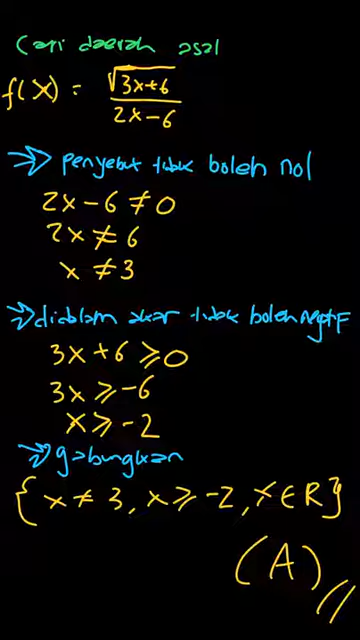 Cari daerah asal
f(x) = √3x+6 / 2x-6
penyebut tidak boleh nol
2x - 6 ≠ 0
2x ≠ 6
x ≠ 3
didalam akar tidak boleh negatif
3x + 6 ≥ 0
3x ≥ -6
x ≥ -2
gabungkan
{x ≠ 3, x ≥ -2, x ∈ R}
(A)//